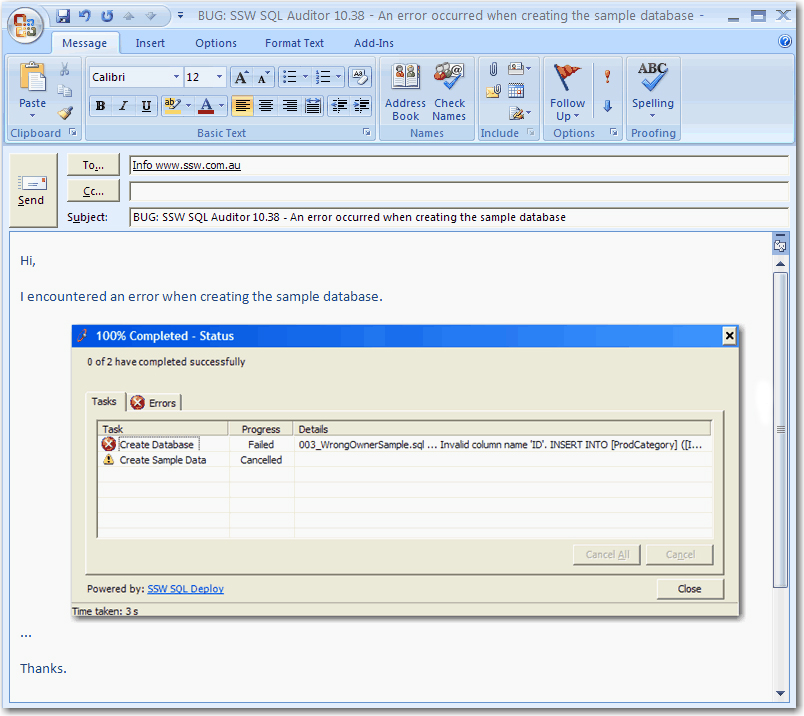 BUG: SSW SQL Auditor 10.38 - An error occurred when creating the sample database -
Message Insert Options Format Text Add-Ins
Paste
Clipboard
Calibri 12
B I U
Basic Text
Address Book
Check Names
Names
Include
Follow Up
Options
ABC
Spelling
Proofing
Send
To...
Info www.ssw.com.au
Cc...
Subject:
BUG: SSW SQL Auditor 10.38 - An error occurred when creating the sample database
Hi,
I encountered an error when creating the sample database.
100% Completed - Status
0 of 2 have completed successfully
Tasks Errors
Task Progress Details
Create Database Failed 003_WrongOwnerSample.sql ... Invalid column name 'ID'. INSERT INTO [ProdCategory] ([I...
Create Sample Data Cancelled
Cancel All Cancel
Powered by: SSW SQL Deploy
Close
Time taken: 3 s
...
Thanks.